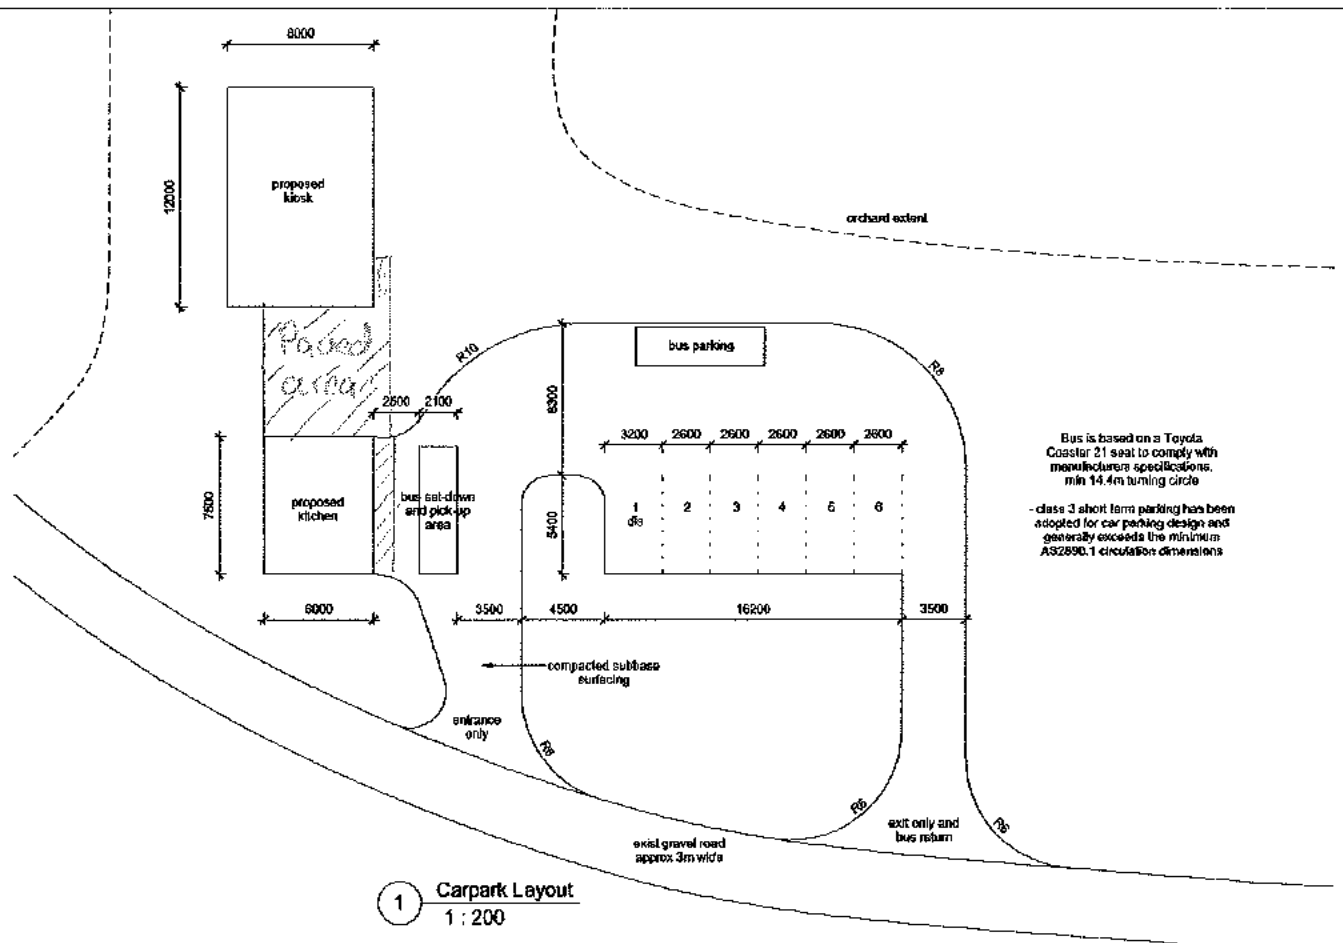 8000
12000
proposed
kiosk
orchard extent
Paved
area
R10
bus parking
R8
2500
2100
6300
3200
2600
2600
2600
2600
2600
7500
proposed
kitchen
bus set-down
and pick-up
area
5400
1
dis
2
3
4
5
6
Bus is based on a Toyota
Coaster 21 seat to comply with
manufacturers specifications.
min 14.4m turning circle
- class 3 short term parking has been
adopted for car parking design and
generally exceeds the minimum
AS2890.1 circulation dimensions
6000
3500
4500
16200
3500
compacted subbase
surfacing
entrance
only
R6
R6
exit only and
bus return
R6
exist gravel road
approx 3m wide
1
Carpark Layout
1 : 200